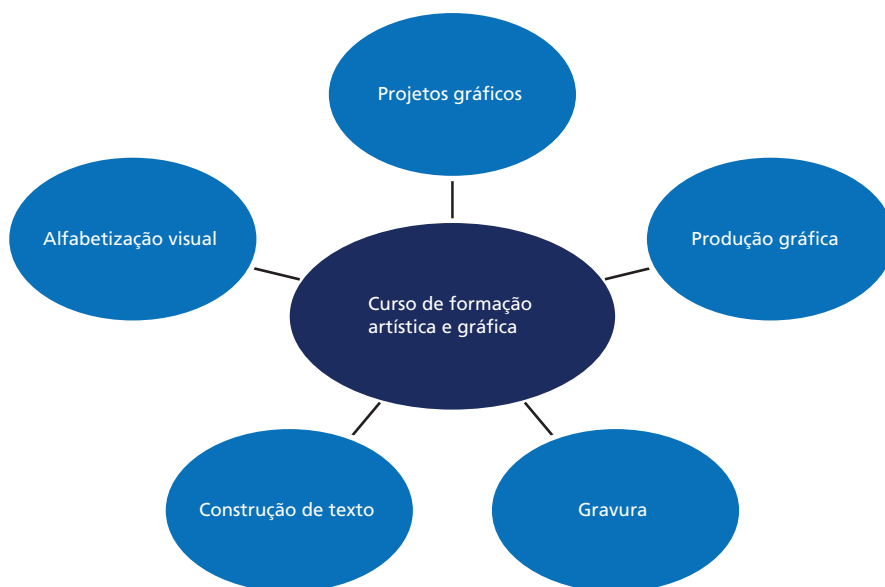 Projetos gráficos
Alfabetização visual
Produção gráfica
Curso de formação
artística e gráfica
Construção de texto
Gravura